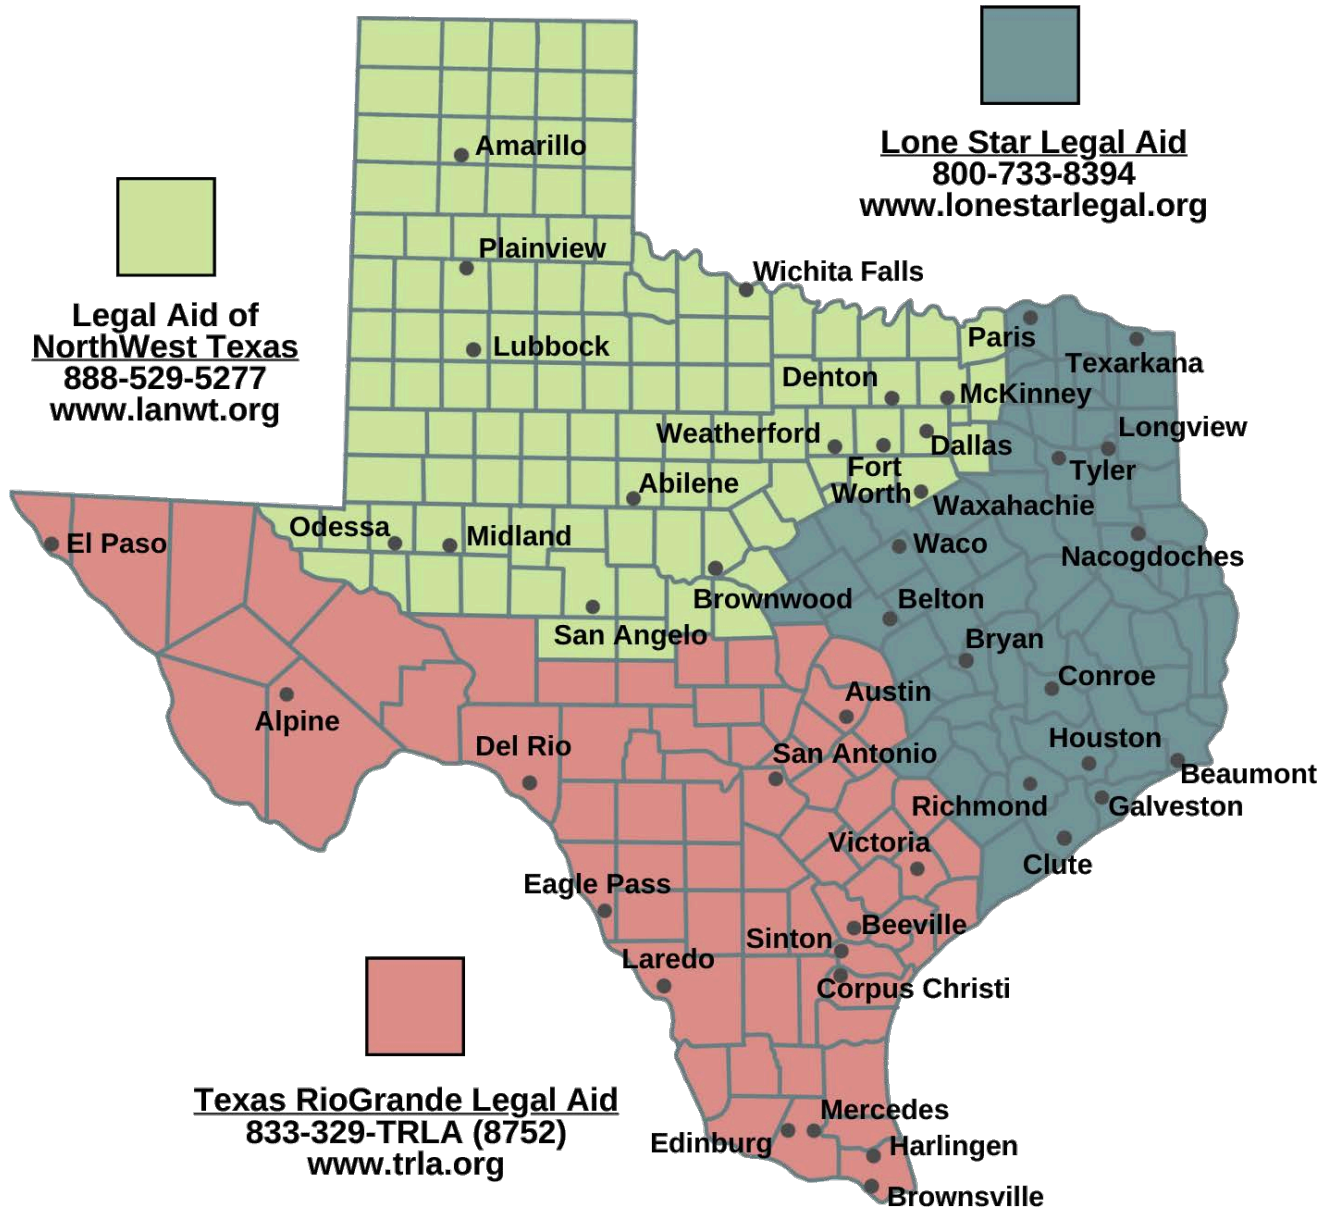 Lone Star Legal Aid
800-733-8394
www.lonestarlegal.org
Legal Aid of
NorthWest Texas
888-529-5277
www.lanwt.org
Amarillo
Plainview
Wichita Falls
Lubbock
Paris
Texarkana
Denton
McKinney
Weatherford
Dallas
Longview
Fort
Worth
Tyler
Abilene
Waxahachie
Odessa
Midland
El Paso
Waco
Nacogdoches
Brownwood
Belton
San Angelo
Bryan
Conroe
Austin
Alpine
Del Rio
San Antonio
Houston
Beaumont
Richmond
Galveston
Victoria
Clute
Eagle Pass
Beeville
Sinton
Laredo
Corpus Christi
Texas RioGrande Legal Aid
833-329-TRLA (8752)
www.trla.org
Mercedes
Edinburg
Harlingen
Brownsville